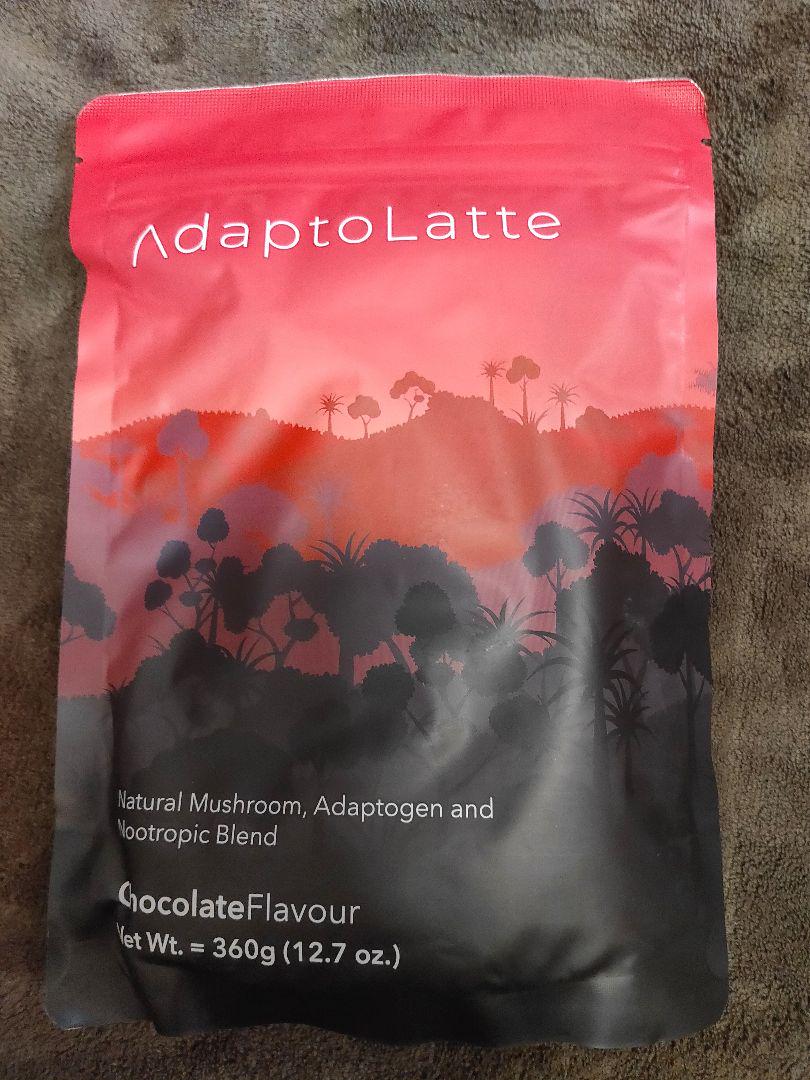 AdaptoLatte
Natural Mushroom, Adaptogen and
Nootropic Blend
ChocolateFlavour
Net Wt. = 360g (12.7 oz.)